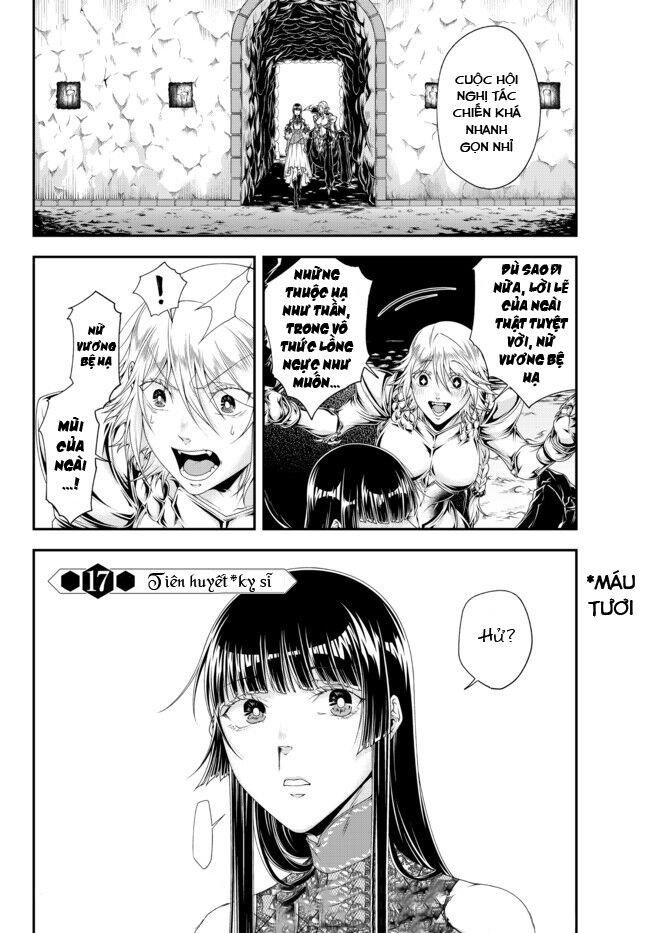 CUỘC HỘI
NGHỊ TÁC
CHIẾN KHÁ
NHANH
GỌN NHỈ
DÙ SAO ĐI
NỮA, LỜI LẼ
CỦA NGÀI
THẬT TUYỆT
VỜI, NỮ
VƯƠNG BỆ
HẠ
NHỮNG
THUỘC HẠ
NHƯ THẦN,
TRONG VÔ
THỨC LỒNG
NGỰC NHƯ
MUỐN...
!
NỮ
VƯƠNG
BỆ HẠ
MŨI
CỦA
NGÀI
...!
17 Tiên huyết *kỵ sĩ
*MÁU
TƯƠI
HỬ?